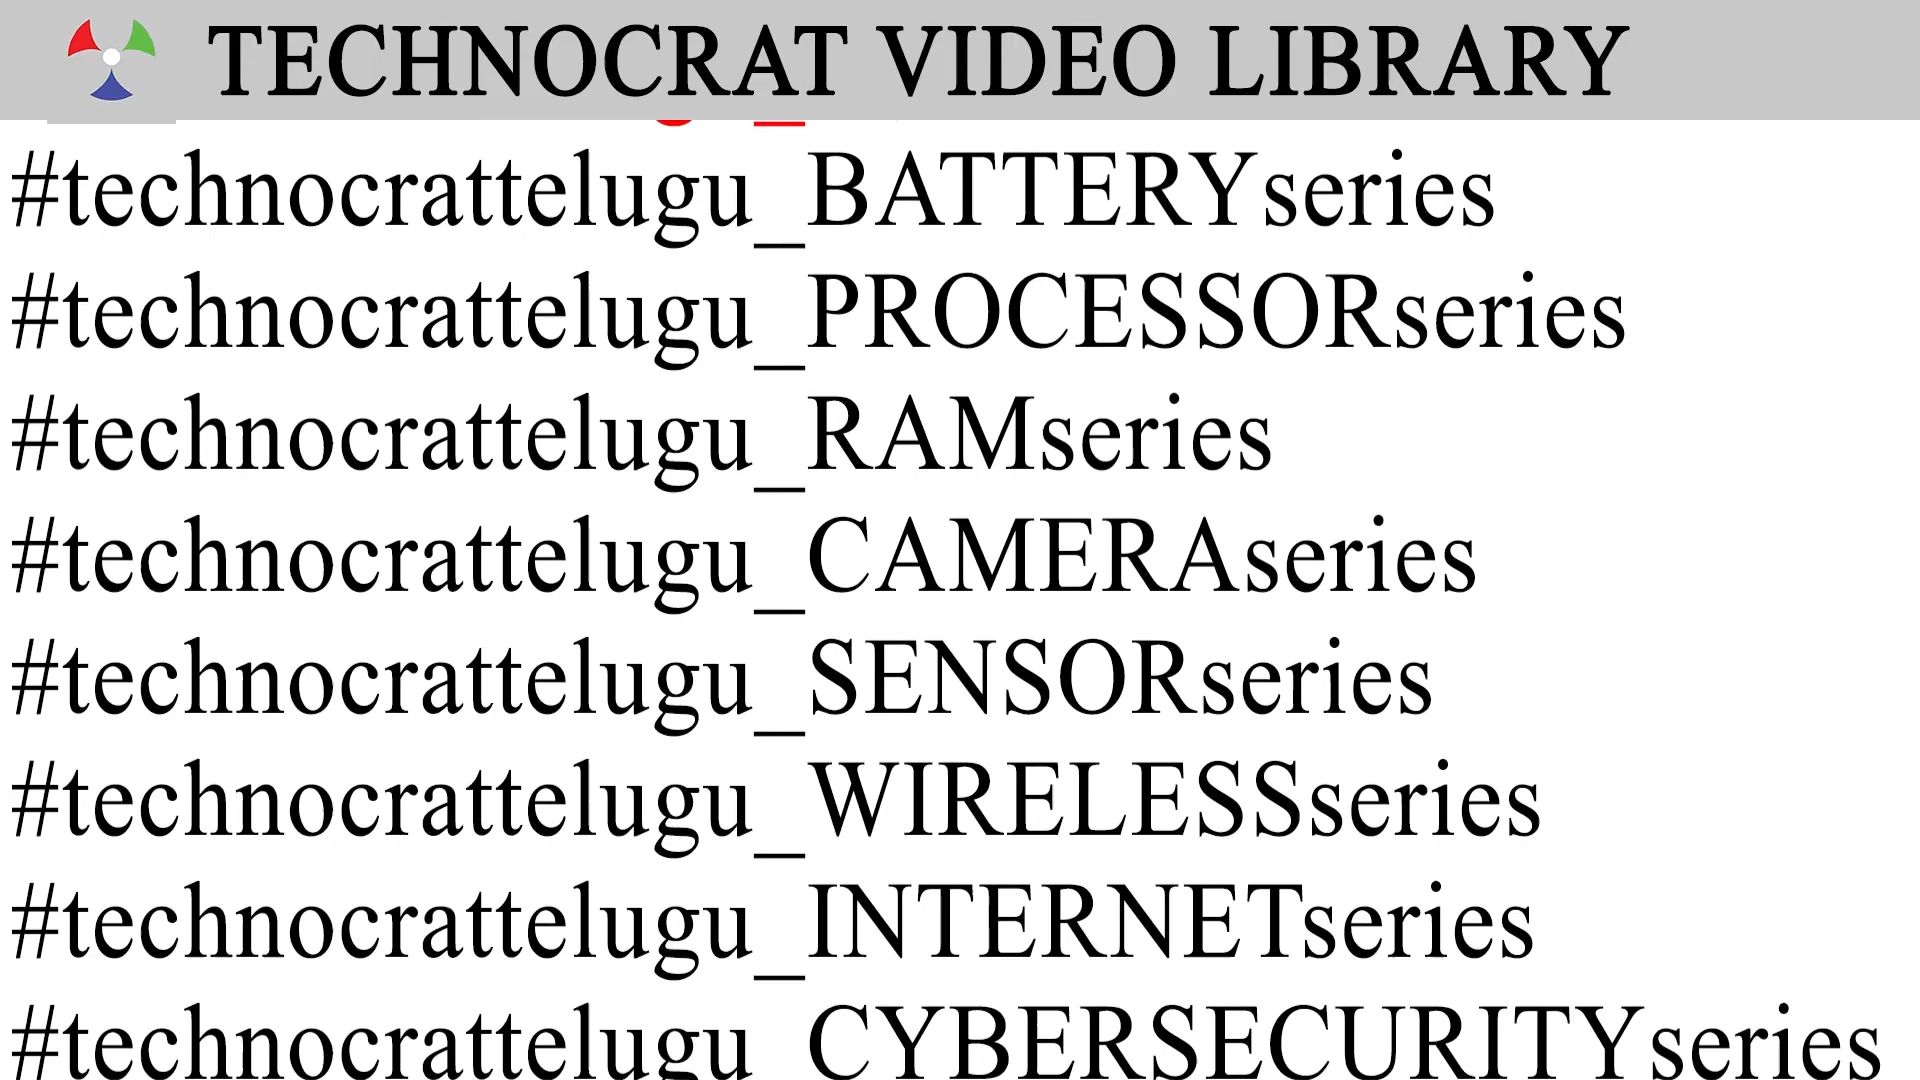 TECHNOCRAT VIDEO LIBRARY
#technocrattelugu_BATTERYseries
#technocrattelugu_PROCESSORseries
#technocrattelugu_RAMseries
#technocrattelugu_CAMERAseries
#technocrattelugu_SENSORseries
#technocrattelugu_WIRELESSseries
#technocrattelugu_INTERNETseries
#technocrattelugu_CYBERSECURITYseries